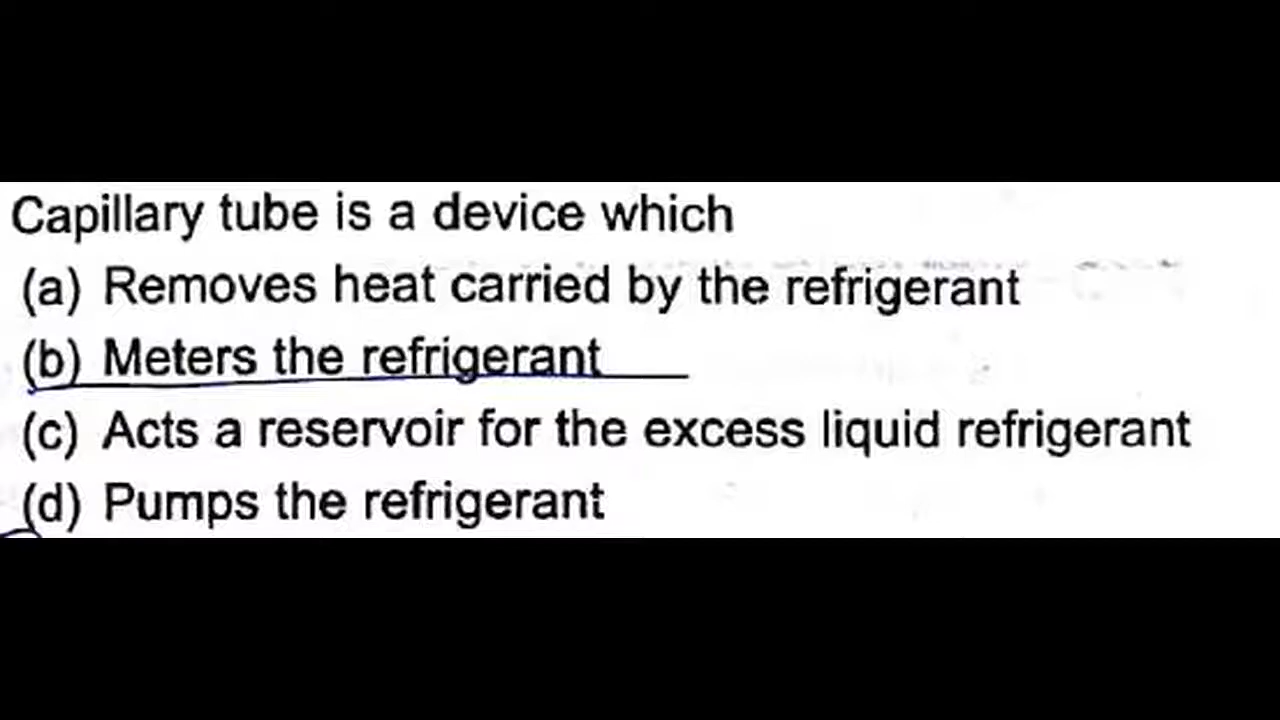 Capillary tube is a device which
(a) Removes heat carried by the refrigerant
(b) Meters the refrigerant
(c) Acts a reservoir for the excess liquid refrigerant
(d) Pumps the refrigerant